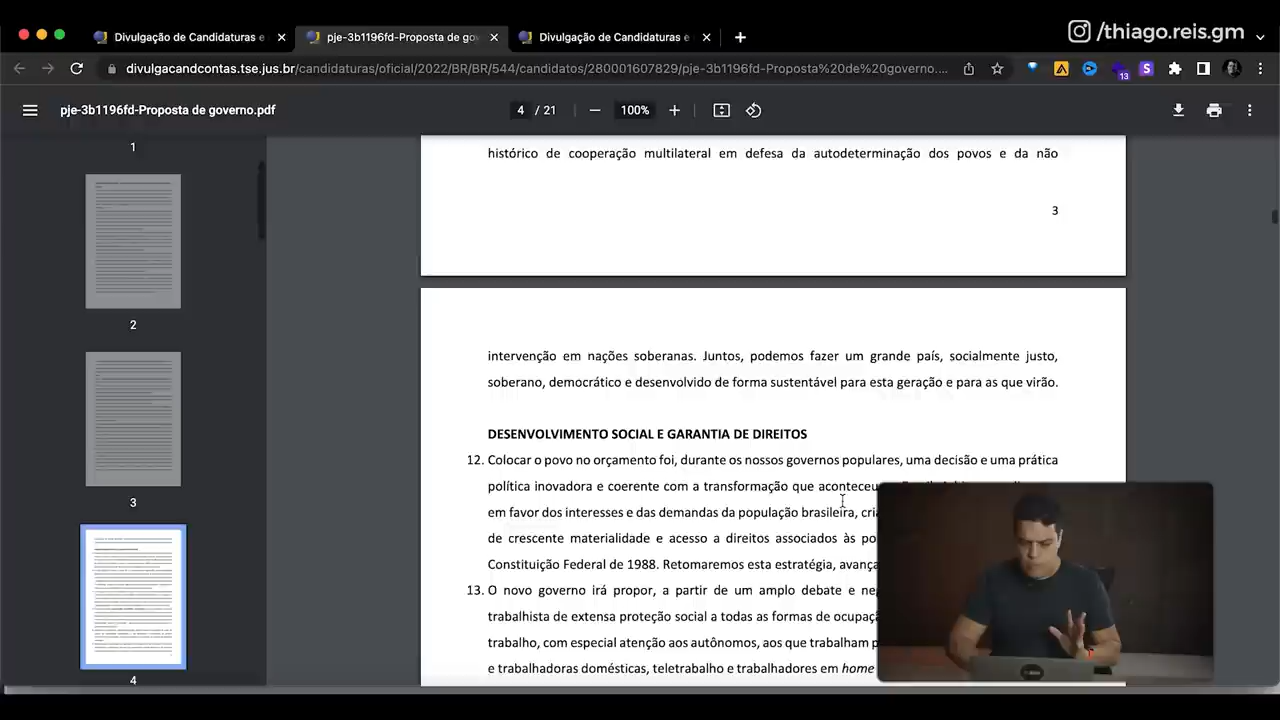 /thiago.reis.gm
Divulgação de Candidaturas e
pje-3b1196fd-Proposta de go
Divulgação de Candidaturas e
divulgacandcontas.tse.jus.br/candidaturas/oficial/2022/BR/BR/544/candidatos/280001607829/pje-3b1196fd-Proposta%20de%20governo....
13
pje-3b1196fd-Proposta de governo.pdf
4 / 21
100%
1
2
3
4
histórico de cooperação multilateral em defesa da autodeterminação dos povos e da não
3
intervenção em nações soberanas. Juntos, podemos fazer um grande país, socialmente justo,
soberano, democrático e desenvolvido de forma sustentável para esta geração e para as que virão.
DESENVOLVIMENTO SOCIAL E GARANTIA DE DIREITOS
12. Colocar o povo no orçamento foi, durante os nossos governos populares, uma decisão e uma prática
política inovadora e coerente com a transformação que aconteceu
em favor dos interesses e das demandas da população brasileira,
de crescente materialidade e acesso a direitos associados às
Constituição Federal de 1988. Retomaremos esta estratégia,
13. O novo governo irá propor, a partir de um amplo debate e
trabalhista de extensa proteção social a todas as formas de
trabalho, com especial atenção aos autônomos, aos que trabalham
e trabalhadoras domésticas, teletrabalho e trabalhadores em home